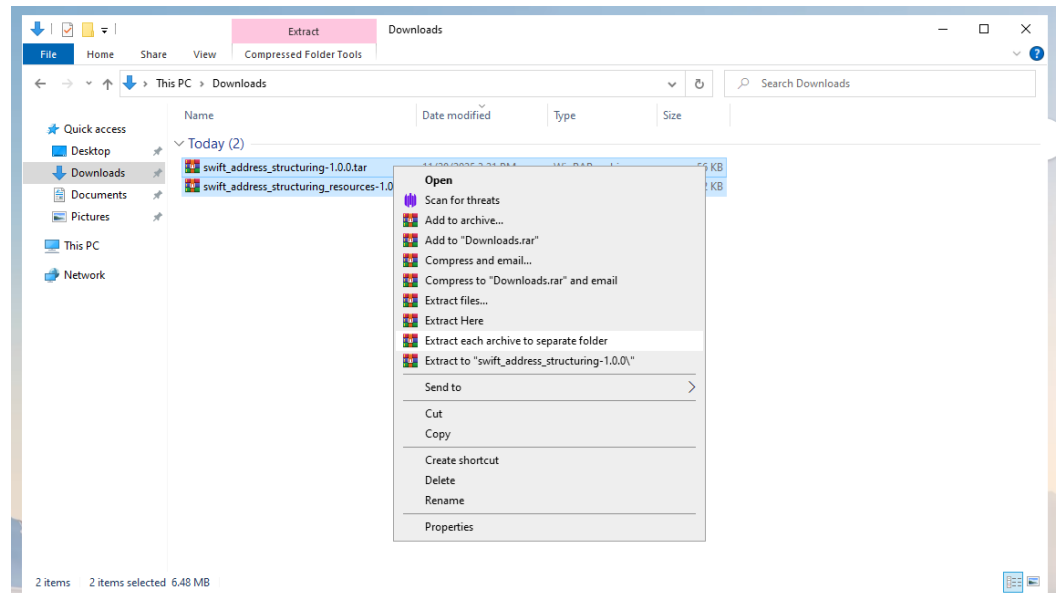 Extract Downloads
File Home Share View Compressed Folder Tools
This PC > Downloads
Search Downloads
Name Date modified Type Size
Quick access
Desktop
Downloads
Documents
Pictures
This PC
Network
Today (2)
swift_address_structuring-1.0.0.tar
swift_address_structuring_resources-1.0
KB
KB
Open
Scan for threats
Add to archive...
Add to "Downloads.rar"
Compress and email...
Compress to "Downloads.rar" and email
Extract files...
Extract Here
Extract each archive to separate folder
Extract to "swift_address_structuring-1.0.0\"
Send to
Cut
Copy
Create shortcut
Delete
Rename
Properties
2 items 2 items selected 6.48 MB